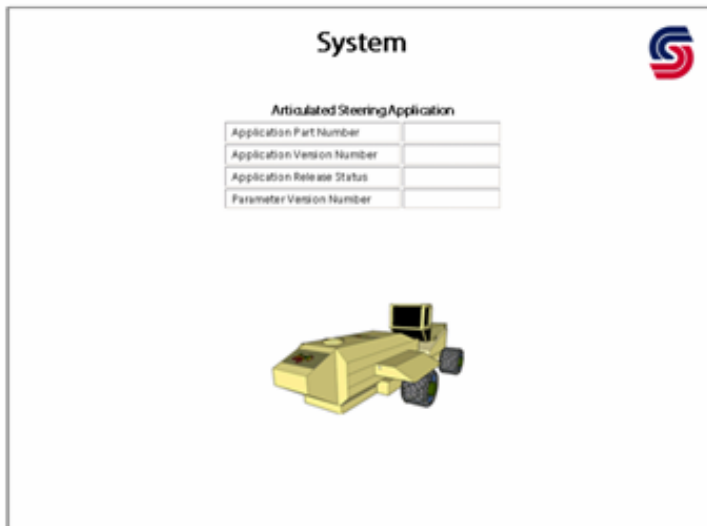 System
Articulated Steering Application
Application Part Number
Application Version Number
Application Release Status
Parameter Version Number